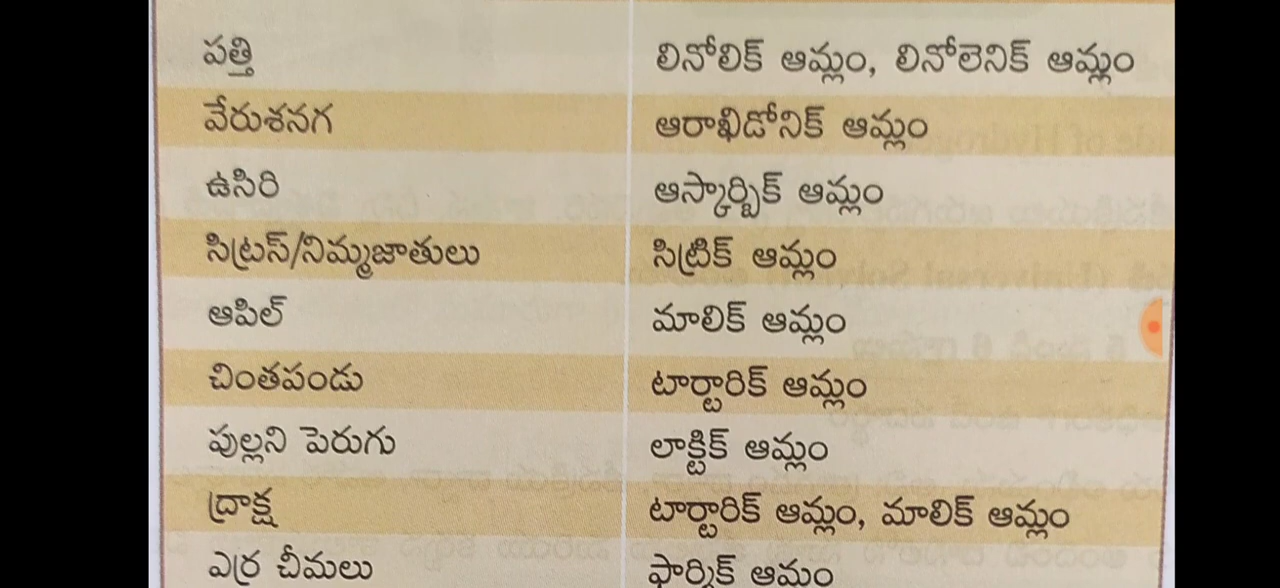 పత్తి లినోలిక్ ఆమ్లం, లినోలెనిక్ ఆమ్లం
వేరుశనగ ఆరాఖిడోనిక్ ఆమ్లం
ఉసిరి ఆస్కార్బిక్ ఆమ్లం
సిట్రస్/నిమ్మజాతులు సిట్రిక్ ఆమ్లం
ఆపిల్ మాలిక్ ఆమ్లం
చింతపండు టార్టారిక్ ఆమ్లం
పుల్లని పెరుగు లాక్టిక్ ఆమ్లం
ద్రాక్ష టార్టారిక్ ఆమ్లం, మాలిక్ ఆమ్లం
ఎర్ర చీమలు ఫార్మిక్ ఆమ్లం